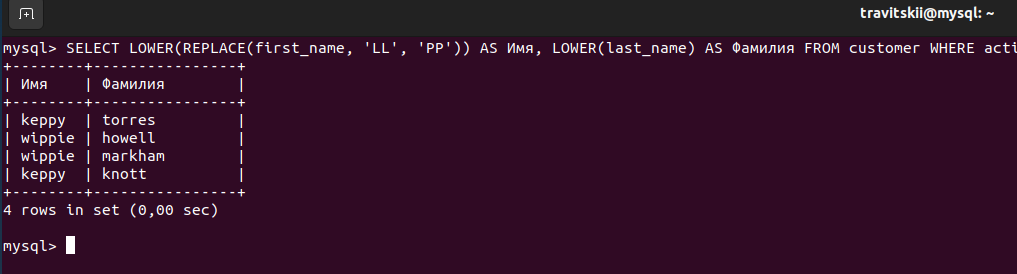 travitskii@mysql: ~
mysql> SELECT LOWER(REPLACE(first_name, 'LL', 'PP')) AS Имя, LOWER(last_name) AS Фамилия FROM customer WHERE acti
+--------+----------------+
| Имя    | Фамилия        |
+--------+----------------+
| keppy  | torres         |
| wippie | howell         |
| wippie | markham        |
| keppy  | knott          |
+--------+----------------+
4 rows in set (0,00 sec)
mysql>